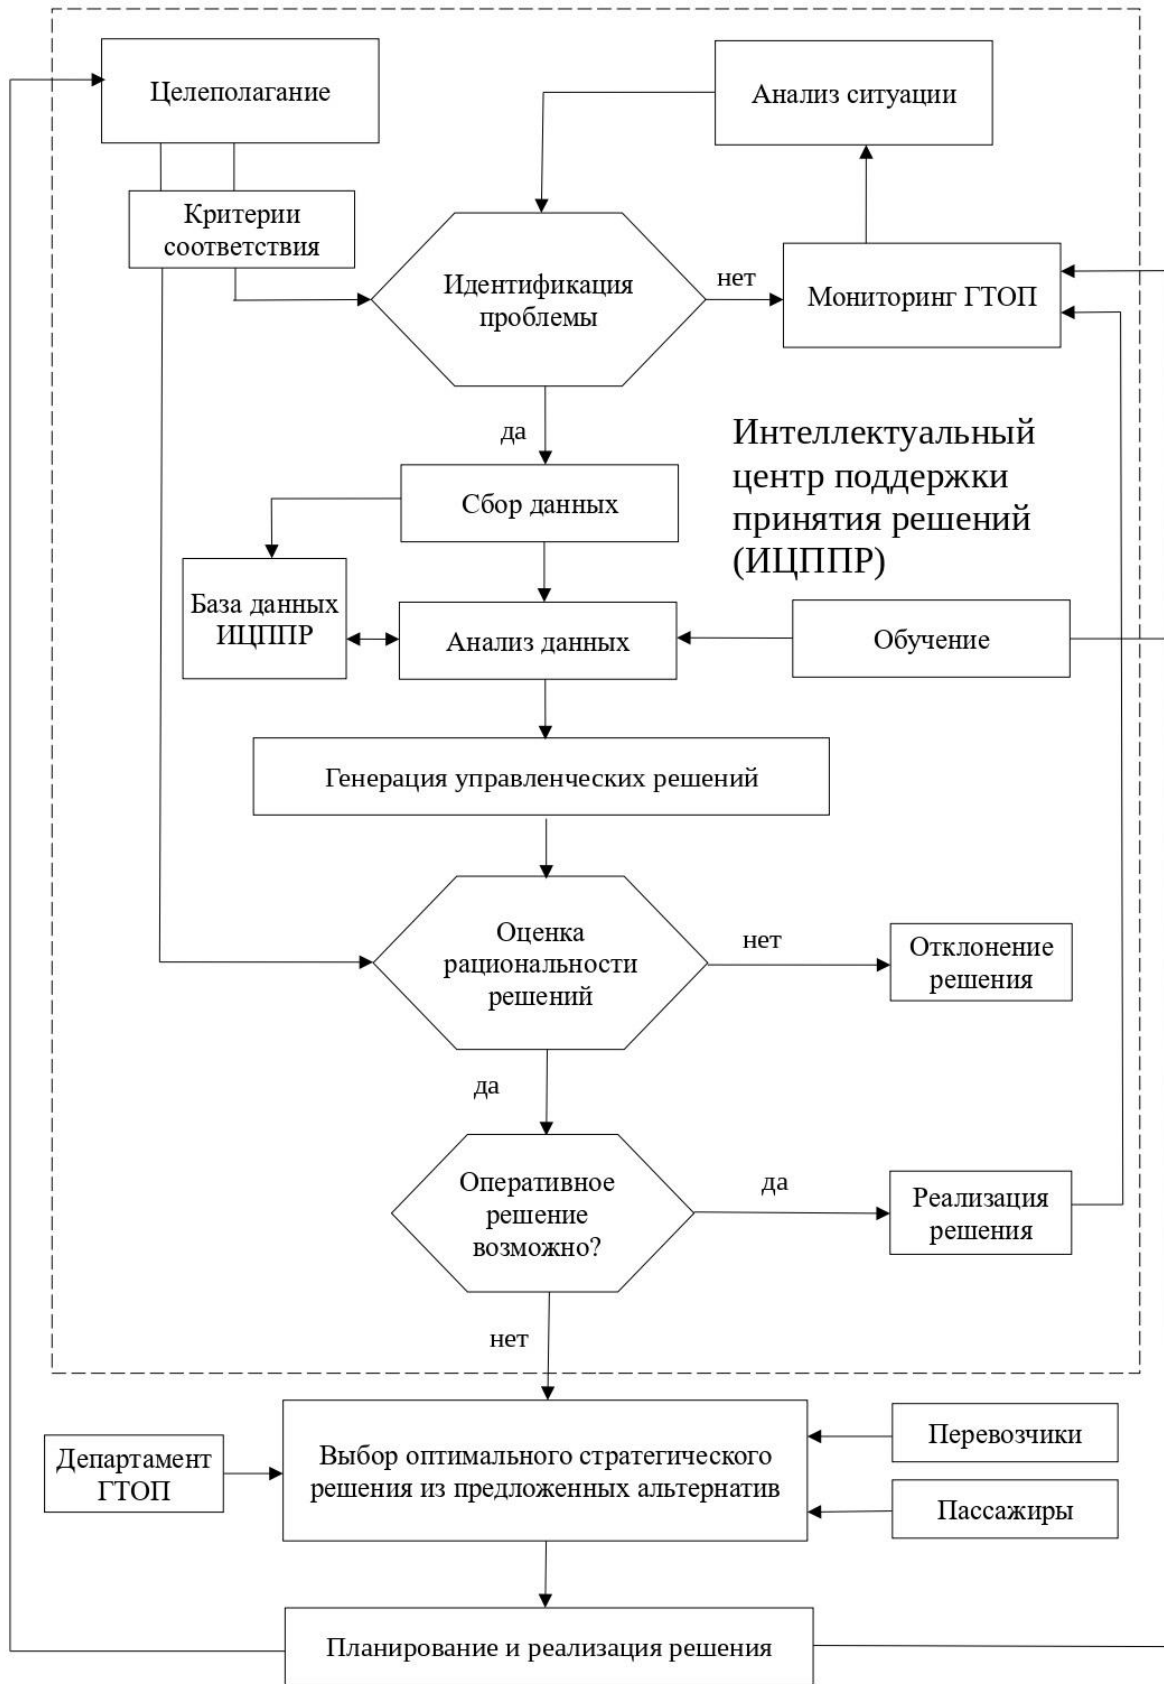 Целеполагание
Анализ ситуации
Критерии
соответствия
Идентификация
проблемы
нет
Мониторинг ГТОП
да
Интеллектуальный
центр поддержки
принятия решений
(ИЦППР)
Сбор данных
База данных
ИЦППР
Анализ данных
Обучение
Генерация управленческих решений
Оценка
рациональности
решений
нет
Отклонение
решения
да
Оперативное
решение
возможно?
да
Реализация
решения
нет
Департамент
ГТОП
Выбор оптимального стратегического
решения из предложенных альтернатив
Перевозчики
Пассажиры
Планирование и реализация решения